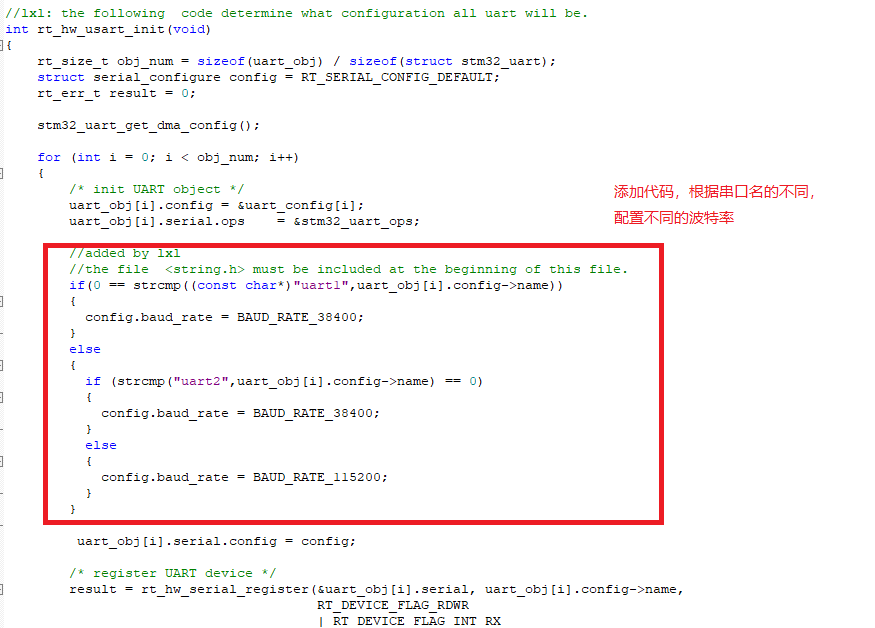 //lxl: the following  code determine what configuration all uart will be.
int rt_hw_usart_init(void)
{
    rt_size_t obj_num = sizeof(uart_obj) / sizeof(struct stm32_uart);
    struct serial_configure config = RT_SERIAL_CONFIG_DEFAULT;
    rt_err_t result = 0;

    stm32_uart_get_dma_config();

    for (int i = 0; i < obj_num; i++)
    {
        /* init UART object */
        uart_obj[i].config = &uart_config[i];
        uart_obj[i].serial.ops    = &stm32_uart_ops;
添加代码，根据串口名的不同，
配置不同的波特率

        //added by lxl
        //the file  <string.h> must be included at the beginning of this file.
        if(0 == strcmp((const char*)"uart1",uart_obj[i].config->name))
        {
          config.baud_rate = BAUD_RATE_38400;
        }
        else
        {
          if (strcmp("uart2",uart_obj[i].config->name) == 0)
          {
            config.baud_rate = BAUD_RATE_38400;
          }
          else
          {
            config.baud_rate = BAUD_RATE_115200;
          }
        }

         uart_obj[i].serial.config = config;

        /* register UART device */
        result = rt_hw_serial_register(&uart_obj[i].serial, uart_obj[i].config->name,
                                       RT_DEVICE_FLAG_RDWR
                                       | RT_DEVICE_FLAG_INT_RX